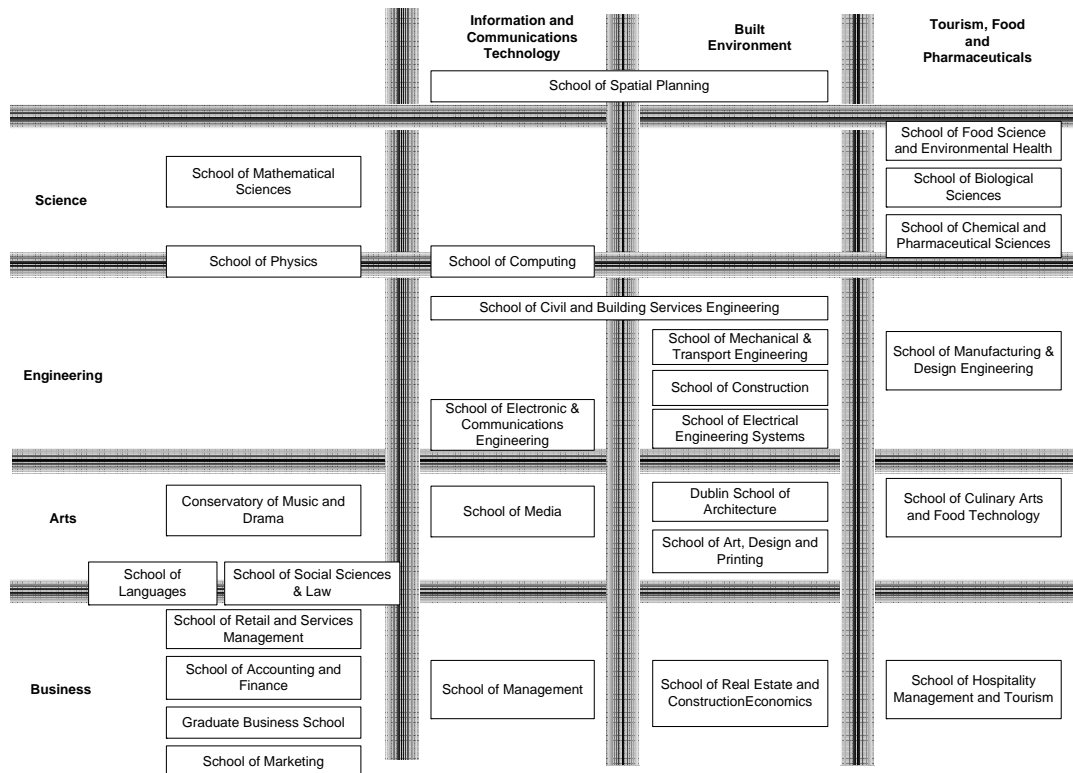 Information and
Communications
Technology
Built
Environment
Tourism, Food
and
Pharmaceuticals
School of Spatial Planning
Science
School of Mathematical
Sciences
School of Food Science
and Environmental Health
School of Biological
Sciences
School of Chemical and
Pharmaceutical Sciences
School of Physics
School of Computing
Engineering
School of Civil and Building Services Engineering
School of Mechanical &
Transport Engineering
School of Manufacturing &
Design Engineering
School of Construction
School of Electronic &
Communications
Engineering
School of Electrical
Engineering Systems
Arts
Conservatory of Music and
Drama
School of Media
Dublin School of
Architecture
School of Culinary Arts
and Food Technology
School of Art, Design and
Printing
School of
Languages
School of Social Sciences
& Law
Business
School of Retail and Services
Management
School of Accounting and
Finance
Graduate Business School
School of Marketing
School of Management
School of Real Estate and
ConstructionEconomics
School of Hospitality
Management and Tourism